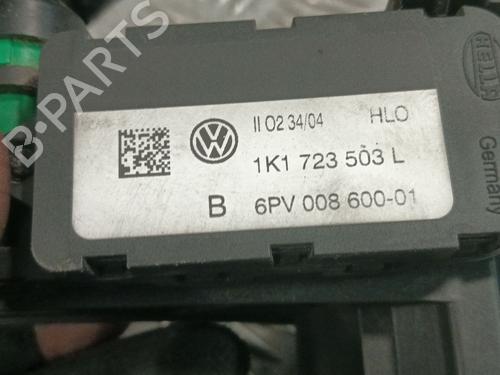 II 02 34/04 HLO
1K1 723 503 L
B 6PV 008 600-01
HELLA
Germany
B-PARTS